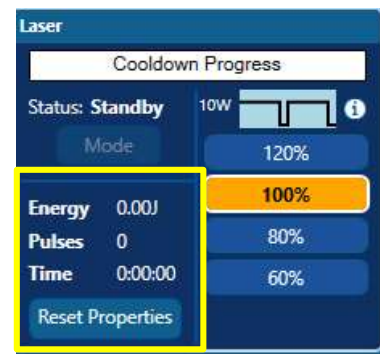 Laser
Cooldown Progress
Status: Standby
10W
Mode
120%
100%
80%
60%
Energy 0.00J
Pulses 0
Time 0:00:00
Reset Properties